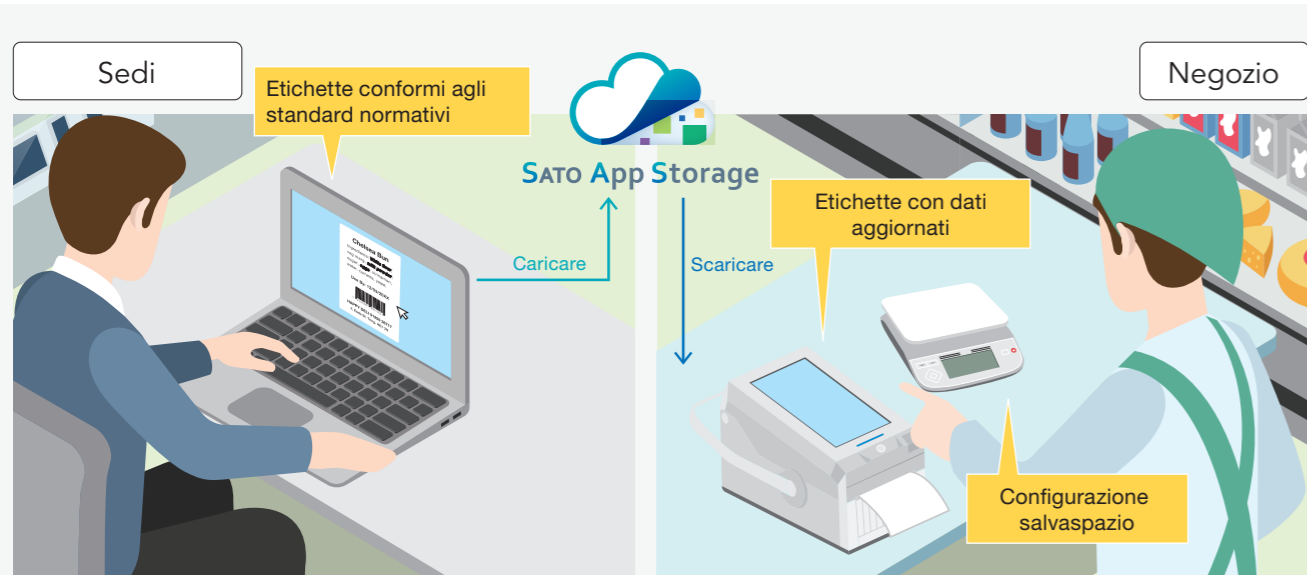 Sedi
Negozio
Etichette conformi agli
standard normativi
SATO App Storage
Etichette con dati
aggiornati
Caricare
Scaricare
Chelsea Bun
Configurazione
salvaspazio